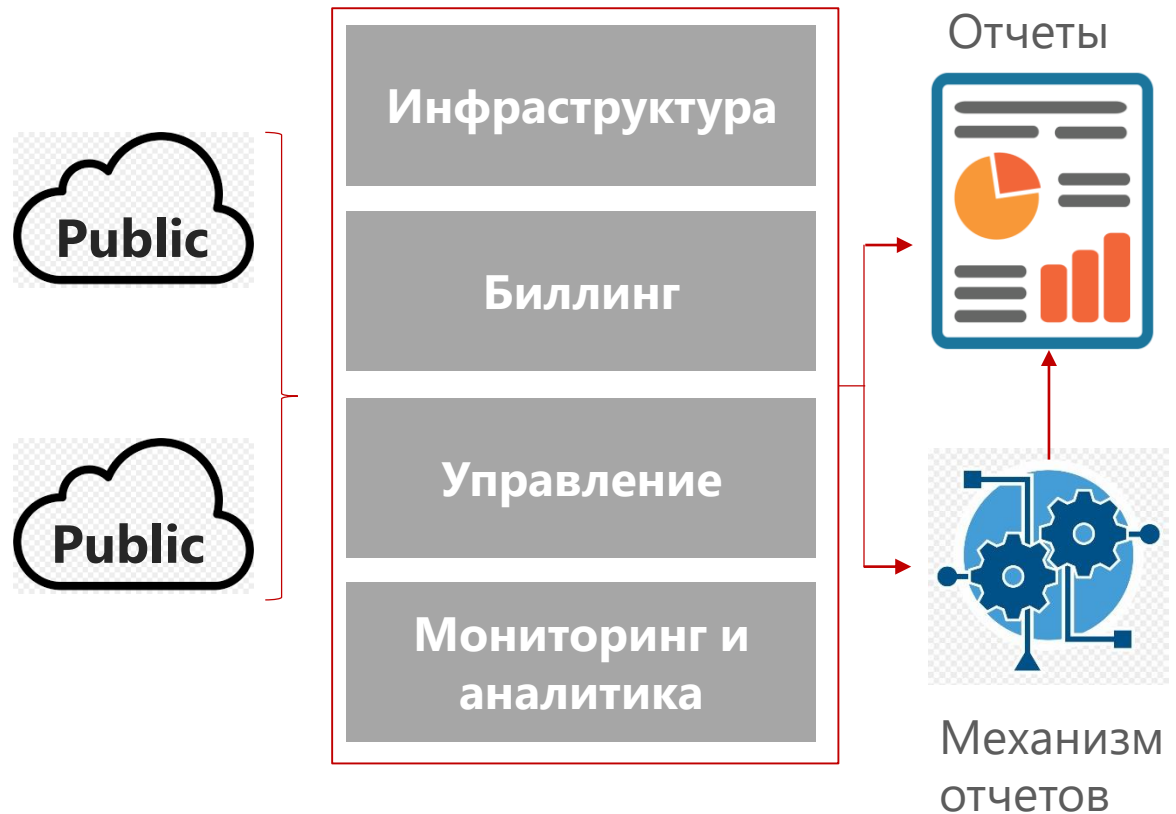 Public
Public
Инфраструктура
Биллинг
Управление
Мониторинг и
аналитика
Отчеты
Механизм
отчетов